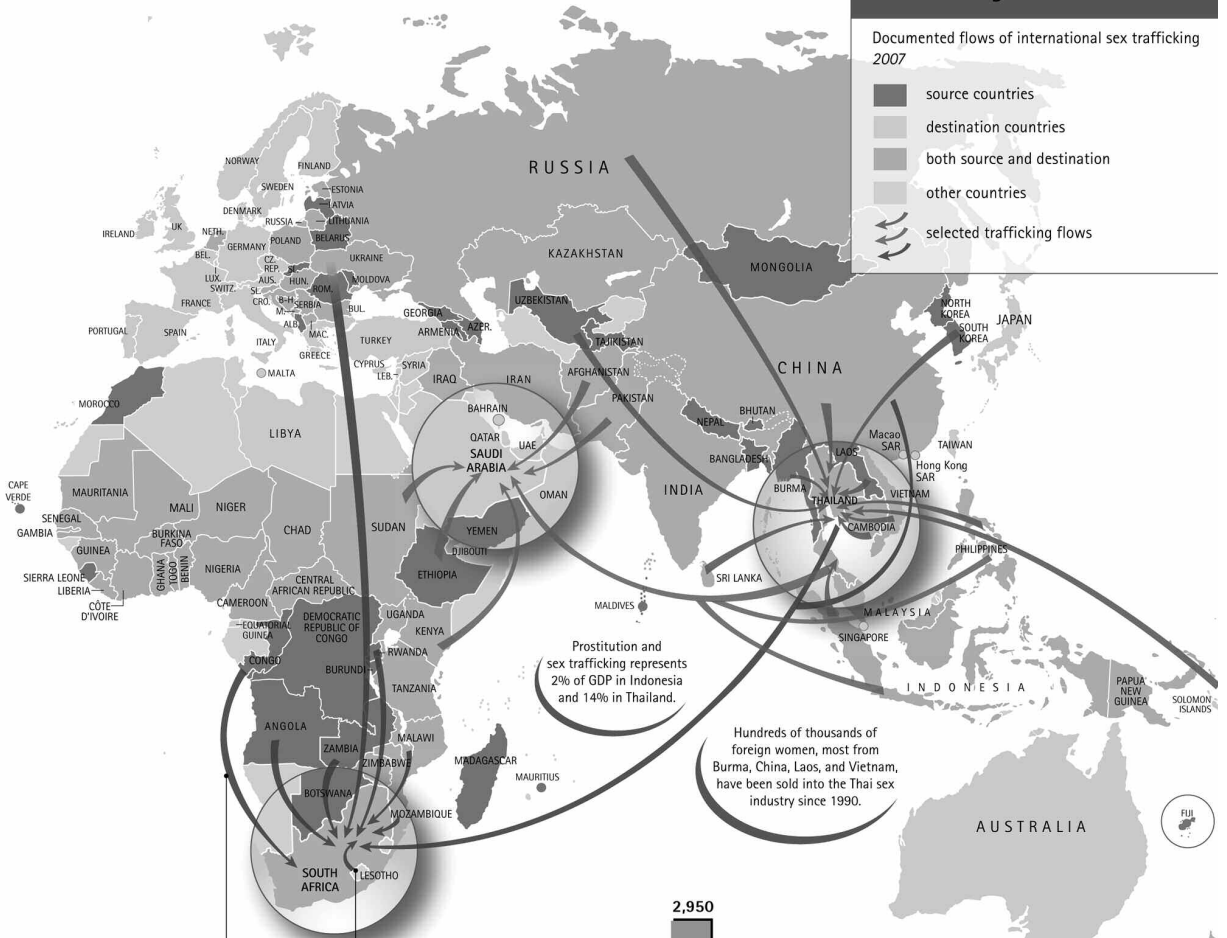 Documented flows of international sex trafficking
2007
source countries
destination countries
both source and destination
other countries
selected trafficking flows
RUSSIA
NORWAY
FINLAND
SWEDEN
ESTONIA
LATVIA
DENMARK
LITHUANIA
RUSSIA
IRELAND
UK
NETH.
GERMANY
POLAND
BELARUS
BEL.
CZ.
REP.
SL.
UKRAINE
LUX.
AUS.
HUN.
MOLDOVA
SWITZ.
SL.
ROM.
FRANCE
CRO.
B-H
SERBIA
M.
BUL.
ALB.
MAC.
PORTUGAL
SPAIN
ITALY
GREECE
TURKEY
GEORGIA
ARMENIA
AZER.
KAZAKHSTAN
UZBEKISTAN
TAJIKISTAN
MONGOLIA
NORTH
KOREA
SOUTH
KOREA
JAPAN
CHINA
MALTA
CYPRUS
LEB.
SYRIA
IRAQ
IRAN
AFGHANISTAN
PAKISTAN
NEPAL
BHUTAN
BANGLADESH
INDIA
MOROCCO
LIBYA
BAHRAIN
QATAR
UAE
SAUDI
ARABIA
OMAN
YEMEN
DJIBOUTI
Macao
SAR
TAIWAN
Hong Kong
SAR
LAOS
BURMA
THAILAND
VIETNAM
CAMBODIA
PHILIPPINES
SRI LANKA
MALDIVES
MALAYSIA
SINGAPORE
INDONESIA
PAPUA
NEW
GUINEA
SOLOMON
ISLANDS
CAPE
VERDE
MAURITANIA
MALI
NIGER
CHAD
SUDAN
SENEGAL
GAMBIA
GUINEA
BURKINA
FASO
SIERRA LEONE
LIBERIA
CÔTE
D'IVOIRE
GHANA
TOGO
BENIN
NIGERIA
CAMEROON
CENTRAL
AFRICAN REPUBLIC
ETHIOPIA
EQUATORIAL
GUINEA
DEMOCRATIC
REPUBLIC OF
CONGO
UGANDA
KENYA
CONGO
RWANDA
BURUNDI
TANZANIA
ANGOLA
ZAMBIA
MALAWI
ZIMBABWE
MADAGASCAR
MAURITIUS
BOTSWANA
MOZAMBIQUE
SOUTH
AFRICA
LESOTHO
Prostitution and
sex trafficking represents
2% of GDP in Indonesia
and 14% in Thailand.
Hundreds of thousands of
foreign women, most from
Burma, China, Laos, and Vietnam,
have been sold into the Thai sex
industry since 1990.
AUSTRALIA
FIJI
2,950